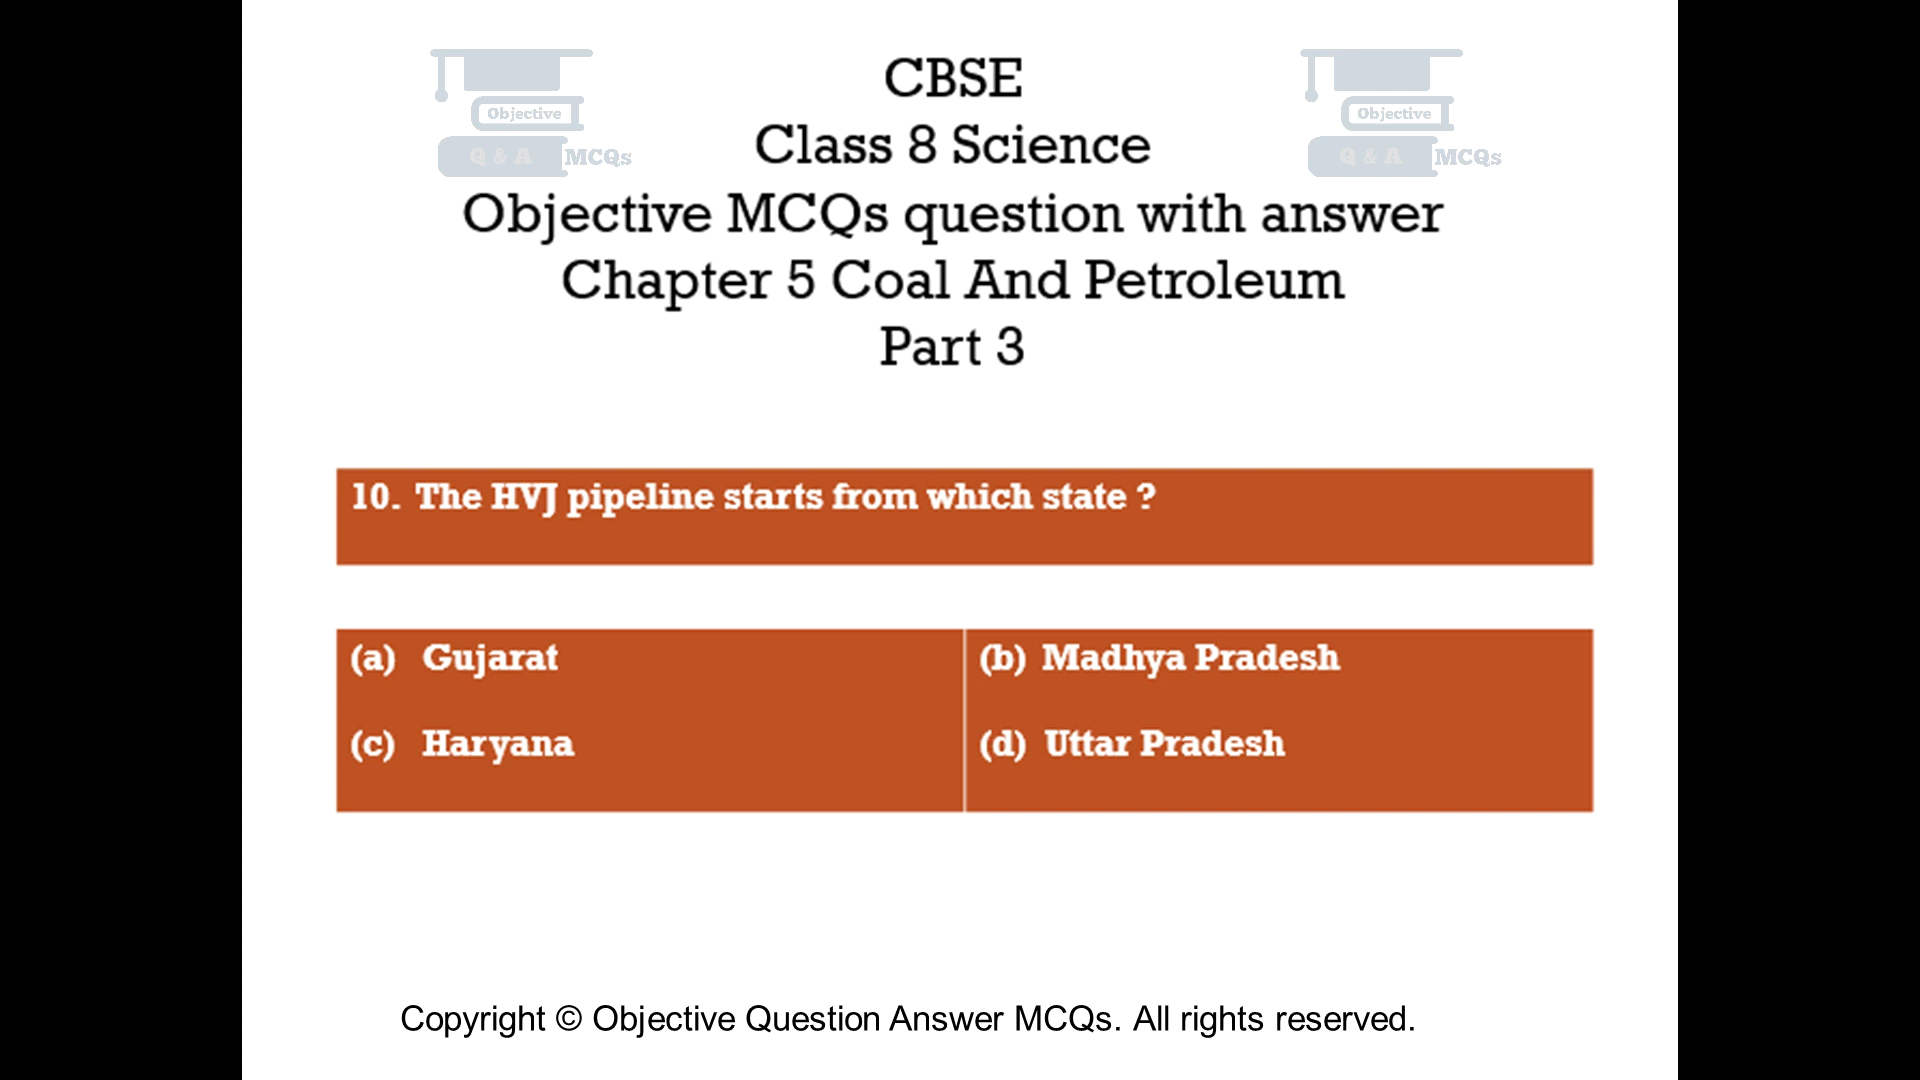 CBSE
Class 8 Science
Objective MCQs question with answer
Chapter 5 Coal And Petroleum
Part 3
Objective
Q & A MCQs
Objective
Q & A MCQs
10. The HVJ pipeline starts from which state ?
(a) Gujarat
(b) Madhya Pradesh
(c) Haryana
(d) Uttar Pradesh
Copyright © Objective Question Answer MCQs. All rights reserved.